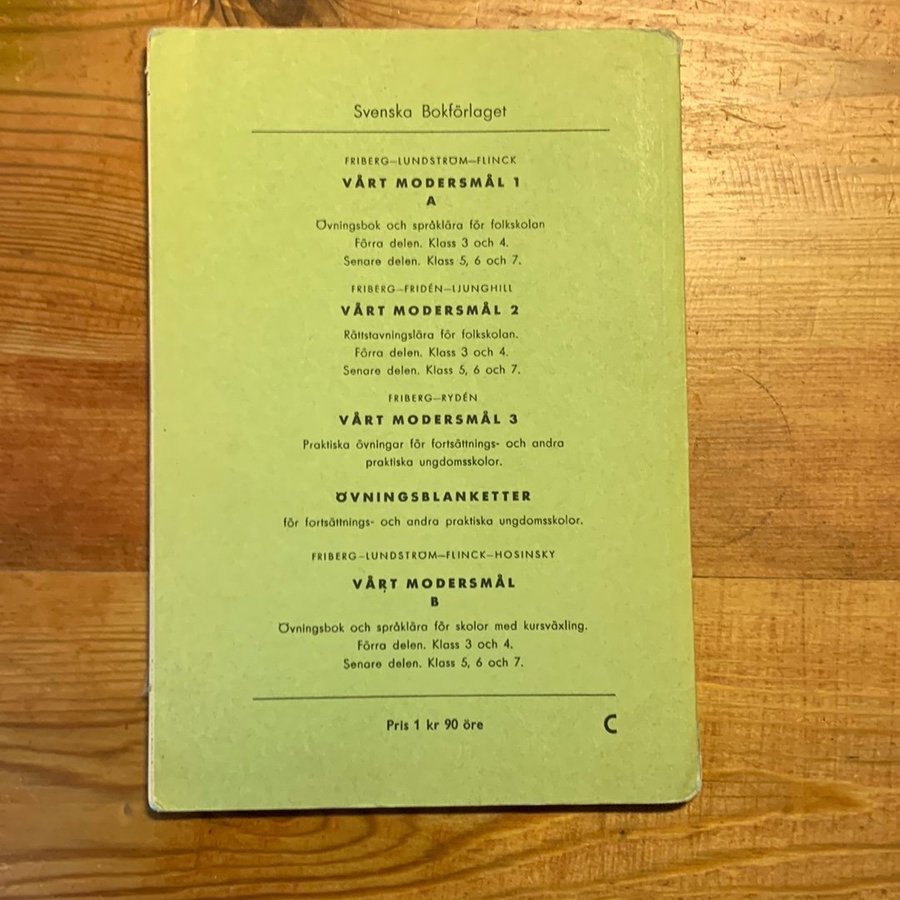 Svenska Bokförlaget
FRIBERG—LUNDSTRÖM—FLINCK
VÅRT MODERSMÅL 1
A
Övningsbok och språklära för folkskolan
Förra delen. Klass 3 och 4.
Senare delen. Klass 5, 6 och 7.
FRIBERG—FRIDÉN—LJUNGHILL
VÅRT MODERSMÅL 2
Rättstavningslära för folkskolan.
Förra delen. Klass 3 och 4.
Senare delen. Klass 5, 6 och 7.
FRIBERG—RYDÉN
VÅRT MODERSMÅL 3
Praktiska övningar för fortsättnings- och andra
praktiska ungdomsskolor.
ÖVNINGSBLANKETTER
för fortsättnings- och andra praktiska ungdomsskolor.
FRIBERG—LUNDSTRÖM—FLINCK—HOSINSKY
VÅRT MODERSMÅL
B
Övningsbok och språklära för skolor med kursväxling.
Förra delen. Klass 3 och 4.
Senare delen. Klass 5, 6 och 7.
Pris 1 kr 90 öre C